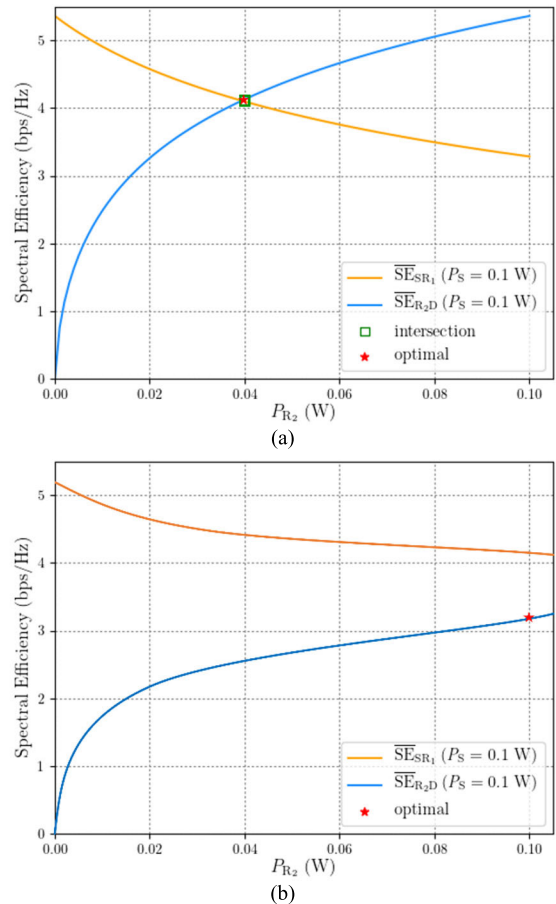 5
4
3
2
1
0
Spectral Efficiency (bps/Hz)
SE_SR₁ (P_S = 0.1 W)
SE_R₂D (P_S = 0.1 W)
intersection
optimal
0.00 0.02 0.04 0.06 0.08 0.10
P_R₂ (W)
(a)
5
4
3
2
1
0
Spectral Efficiency (bps/Hz)
SE_SR₁ (P_S = 0.1 W)
SE_R₂D (P_S = 0.1 W)
optimal
0.00 0.02 0.04 0.06 0.08 0.10
P_R₂ (W)
(b)